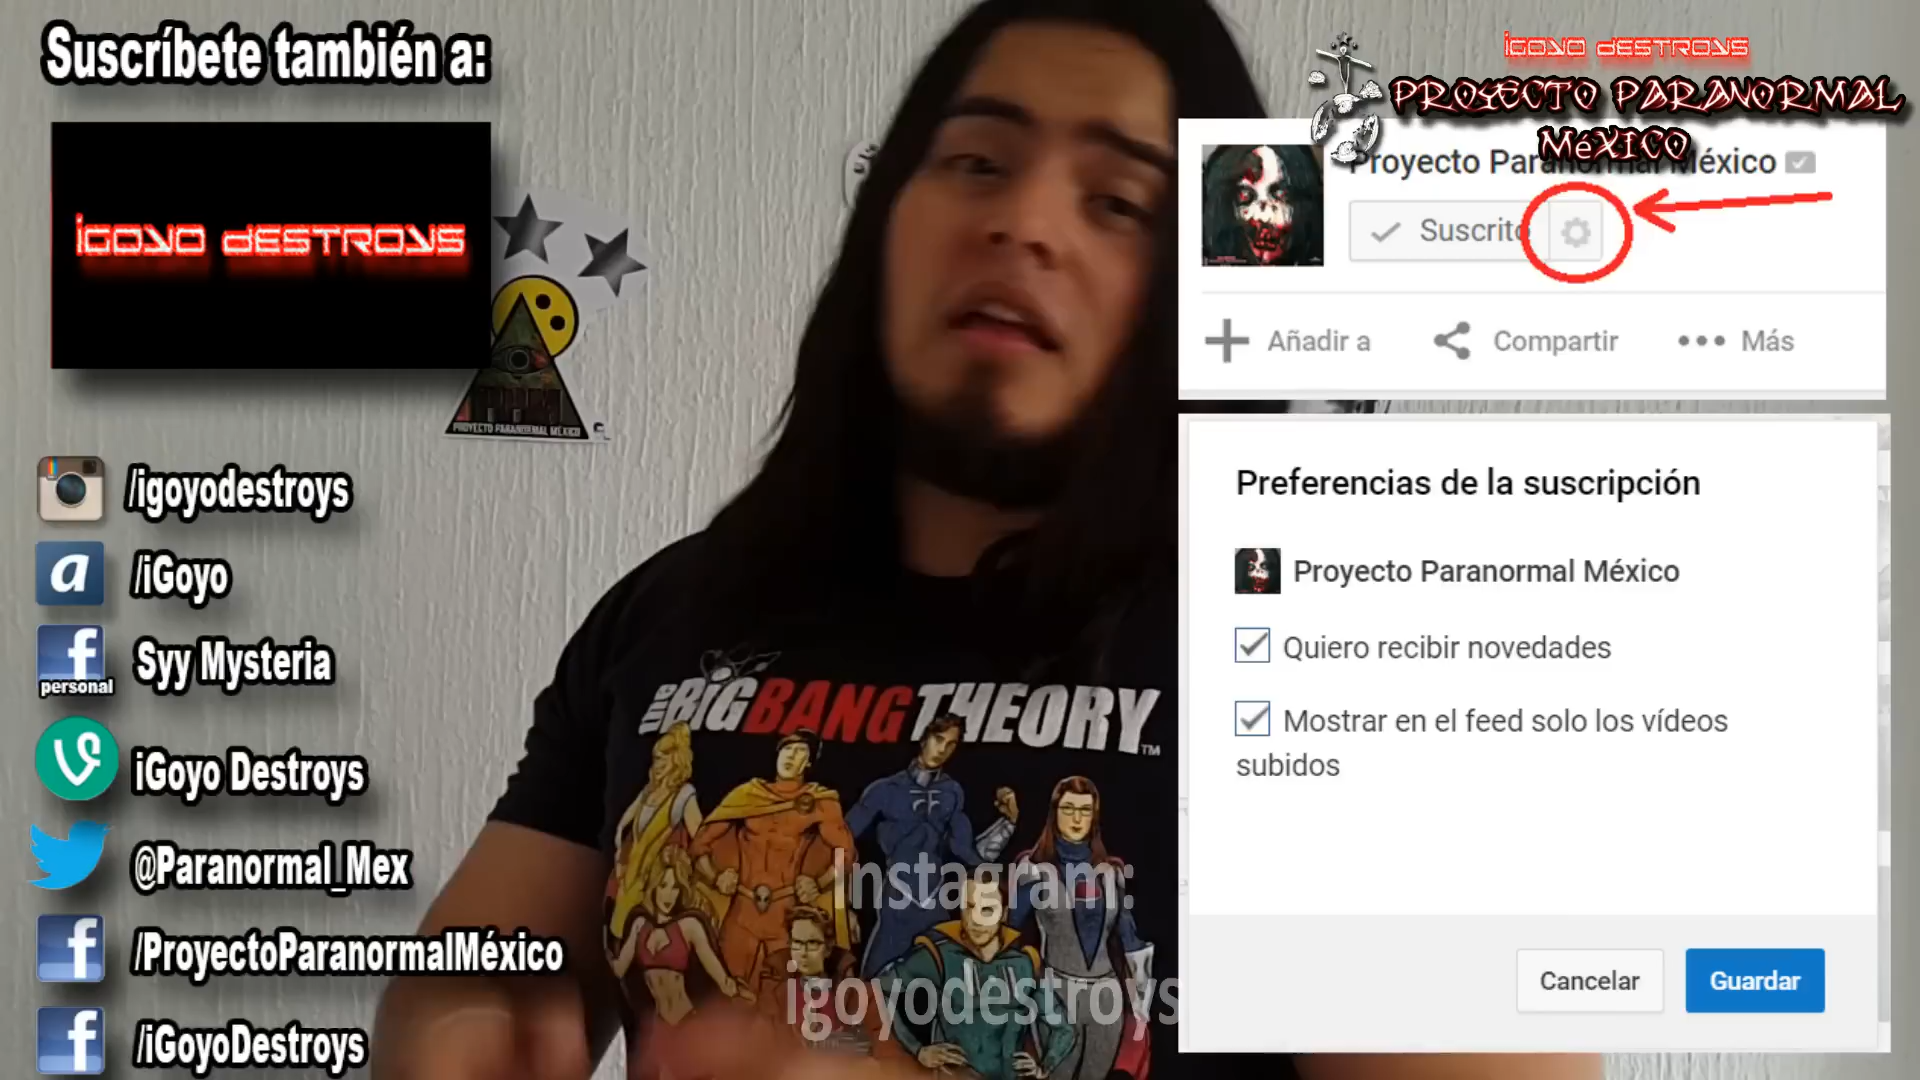 Suscríbete también a:
iGOYO DESTROYS
PROYECTO PARANORMAL MÉXICO
/igoyodestroys
a
/iGoyo
f
personal
Syy Mysteria
iGoyo Destroys
@Paranormal_Mex
f
/ProyectoParanormalMéxico
f
/iGoyoDestroys
THE BIG BANG THEORY™
Instagram:
igoyodestroys
iGOYO DESTROYS
PROYECTO PARANORMAL
MéXICO
Proyecto Paranormal México
Suscrito
Añadir a
Compartir
Más
Preferencias de la suscripción
Proyecto Paranormal México
Quiero recibir novedades
Mostrar en el feed solo los vídeos
subidos
Cancelar
Guardar